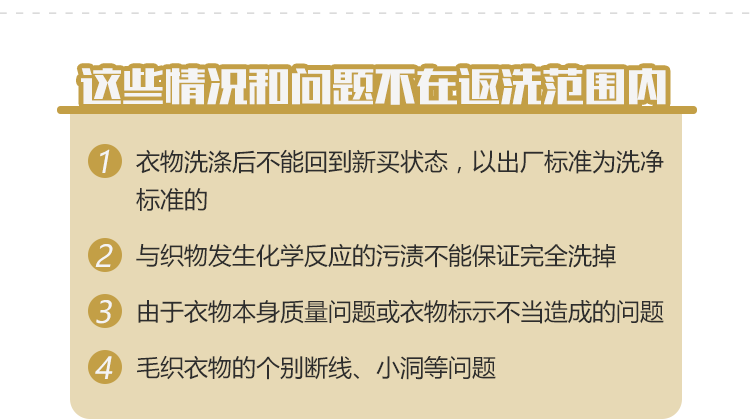 这些情况和问题不在返洗范围内
1 衣物洗涤后不能回到新买状态，以出厂标准为洗净
标准的
2 与织物发生化学反应的污渍不能保证完全洗掉
3 由于衣物本身质量问题或衣物标示不当造成的问题
4 毛织衣物的个别断线、小洞等问题